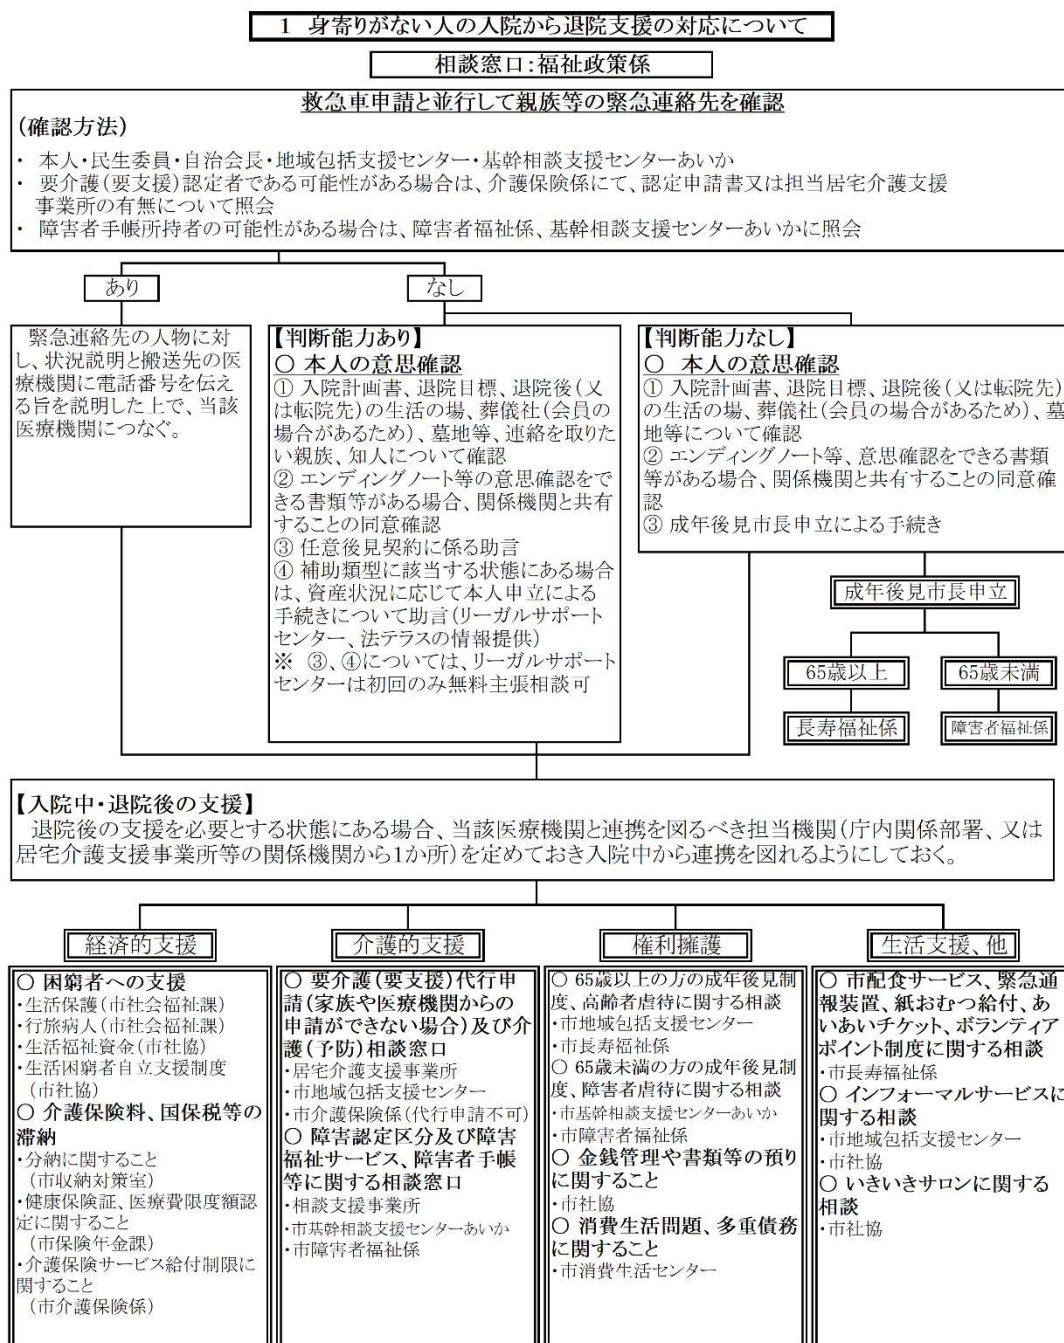 1 身寄りがない人の入院から退院支援の対応について
相談窓口:福祉政策係
救急車申請と並行して親族等の緊急連絡先を確認
(確認方法)
・ 本人・民生委員・自治会長・地域包括支援センター・基幹相談支援センターあいか
・ 要介護(要支援)認定者である可能性がある場合は、介護保険係にて、認定申請書又は担当居宅介護支援
事業所の有無について照会
・ 障害者手帳所持者の可能性がある場合は、障害者福祉係、基幹相談支援センターあいかに照会
あり
なし
緊急連絡先の人物に対
し、状況説明と搬送先の医
療機関に電話番号を伝え
る旨を説明した上で、当該
医療機関につなぐ。
【判断能力あり】
〇 本人の意思確認
① 入院計画書、退院目標、退院後(又
は転院先)の生活の場、葬儀社(会員の
場合があるため)、墓地等、連絡を取りた
い親族、知人について確認
② エンディングノート等の意思確認をで
きる書類等がある場合、関係機関と共有
することの同意確認
③ 任意後見契約に係る助言
④ 補助類型に該当する状態にある場合
は、資産状況に応じて本人申立による
手続きについて助言(リーガルサポート
センター、法テラスの情報提供)
※ ③、④については、リーガルサポート
センターは初回のみ無料主張相談可
【判断能力なし】
〇 本人の意思確認
① 入院計画書、退院目標、退院後(又は転院先)
の生活の場、葬儀社(会員の場合があるため)、墓
地等について確認
② エンディングノート等、意思確認をできる書類
等がある場合、関係機関と共有することの同意確
認
③ 成年後見市長申立による手続き
成年後見市長申立
65歳以上
65歳未満
長寿福祉係
障害者福祉係
【入院中・退院後の支援】
退院後の支援を必要とする状態にある場合、当該医療機関と連携を図るべき担当機関(庁内関係部署、又は
居宅介護支援事業所等の関係機関から1か所)を定めておき入院中から連携を図れるようにしておく。
経済的支援
〇 困窮者への支援
・生活保護(市社会福祉課)
・行旅病人(市社会福祉課)
・生活福祉資金(市社協)
・生活困窮者自立支援制度
(市社協)
〇 介護保険料、国保税等の
滞納
・分納に関すること
(市収納対策室)
・健康保険証、医療費限度額認
定に関すること
(市保険年金課)
・介護保険サービス給付制限に
関すること
(市介護保険係)
介護的支援
〇 要介護(要支援)代行申
請(家族や医療機関からの
申請ができない場合)及び介
護(予防)相談窓口
・居宅介護支援事業所
・市地域包括支援センター
・市介護保険係(代行申請不可)
〇 障害認定区分及び障害
福祉サービス、障害者手帳
等に関する相談窓口
・相談支援事業所
・市基幹相談支援センターあいか
・市障害者福祉係
権利擁護
〇 65歳以上の方の成年後見制
度、高齢者虐待に関する相談
・市地域包括支援センター
・市長寿福祉係
〇 65歳未満の方の成年後見制
度、障害者虐待に関する相談
・市基幹相談支援センターあいか
・市障害者福祉係
〇 金銭管理や書類等の預り
に関すること
・市社協
〇 消費生活問題、多重債務
に関すること
・市消費生活センター
生活支援、他
〇 市配食サービス、緊急通
報装置、紙おむつ給付、あ
いあいチケット、ボランティア
ポイント制度に関する相談
・市長寿福祉係
〇 インフォーマルサービスに
関する相談
・市地域包括支援センター
・市社協
〇 いきいきサロンに関する
相談
・市社協